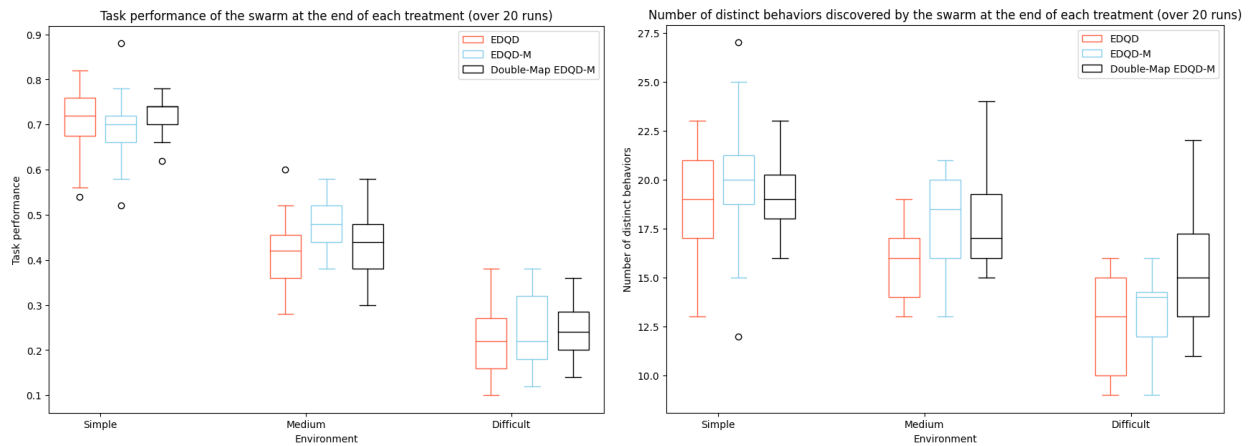 Task performance of the swarm at the end of each treatment (over 20 runs)
0.9
0.8
0.7
0.6
0.5
0.4
0.3
0.2
0.1
Task performance
EDQD
EDQD-M
Double-Map EDQD-M
Simple
Medium
Difficult
Environment
Number of distinct behaviors discovered by the swarm at the end of each treatment (over 20 runs)
27.5
25.0
22.5
20.0
17.5
15.0
12.5
10.0
Number of distinct behaviors
EDQD
EDQD-M
Double-Map EDQD-M
Simple
Medium
Difficult
Environment